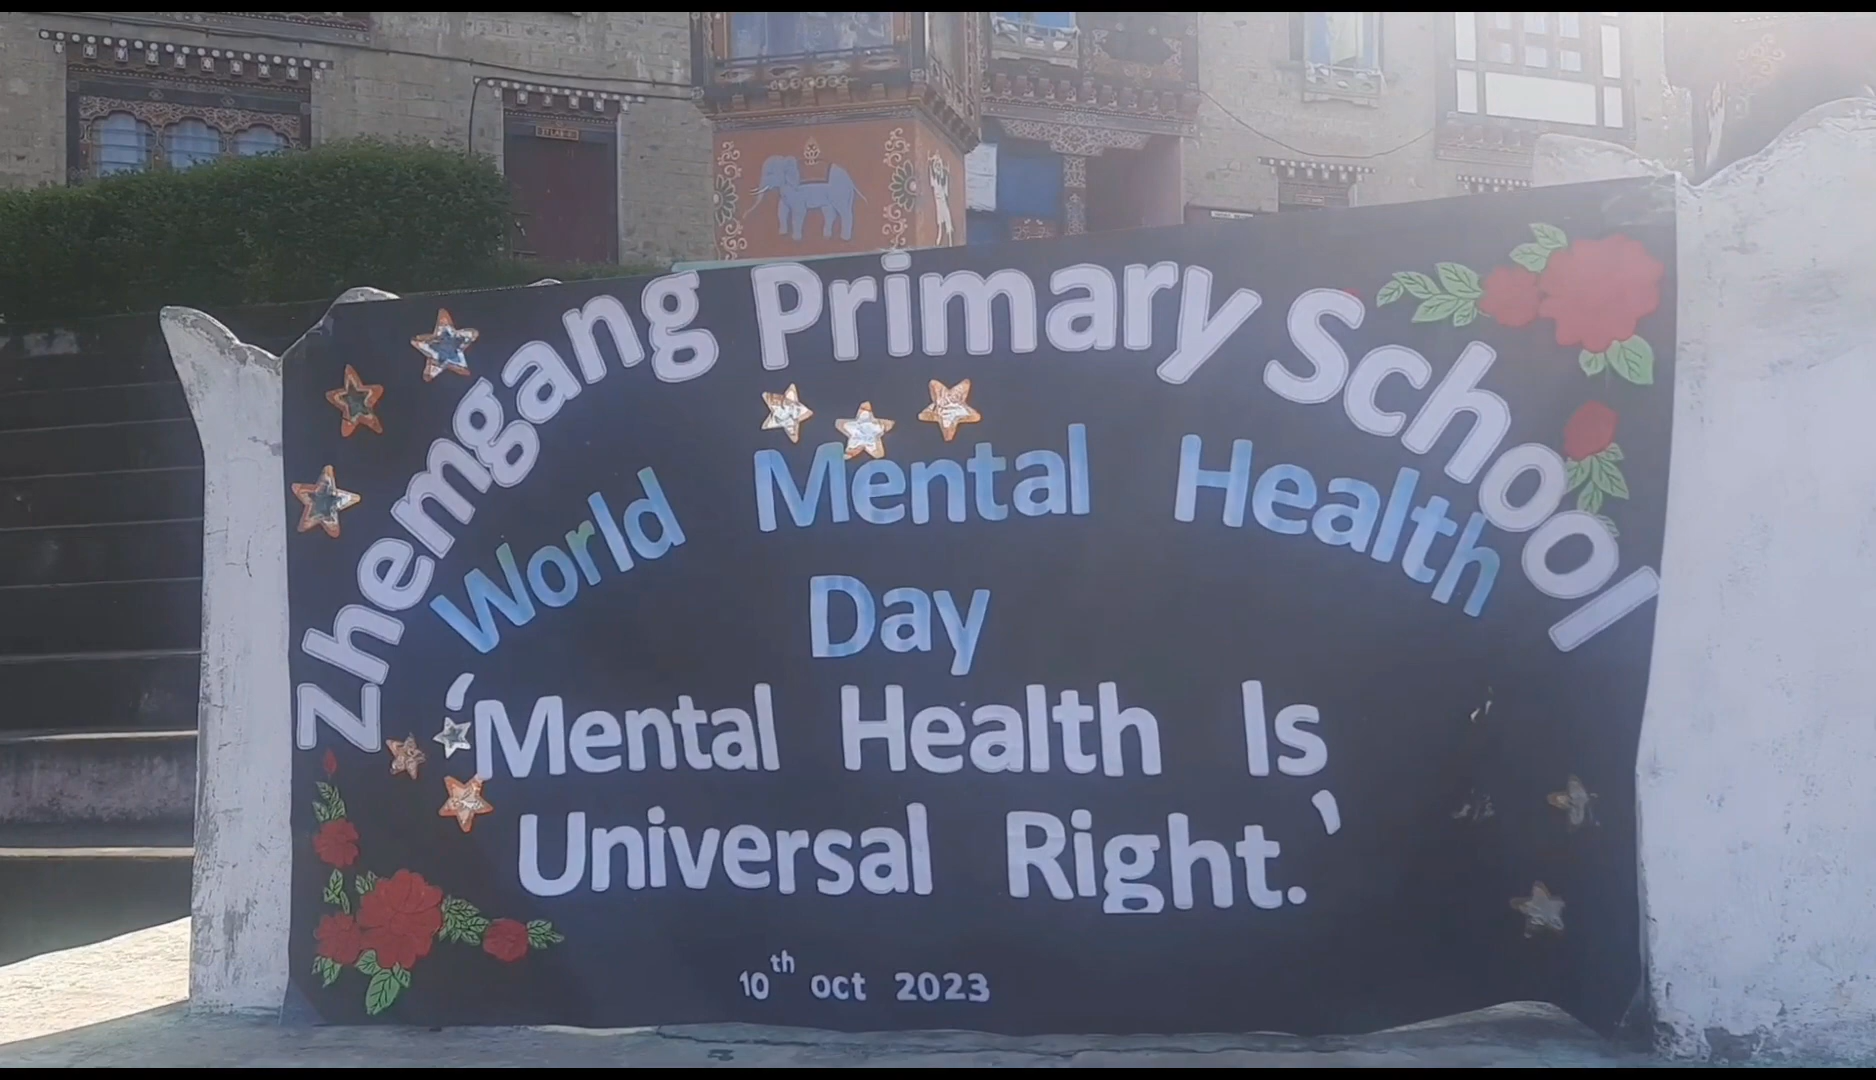 Zhemgang Primary School
World Mental Health
Day
‘Mental Health Is
Universal Right.’
10th Oct 2023